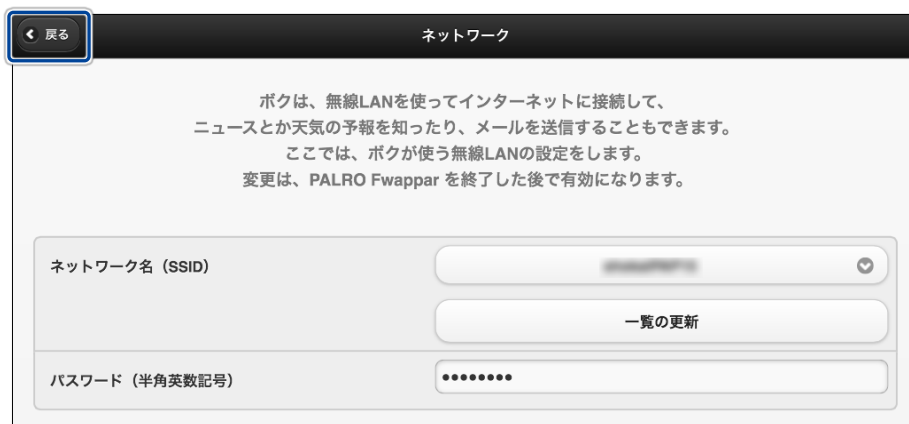 戻る
ネットワーク
ボクは、無線LANを使ってインターネットに接続して、
ニュースとか天気の予報を知ったり、メールを送信することもできます。
ここでは、ボクが使う無線LANの設定をします。
変更は、PALRO Fwappar を終了した後で有効になります。
ネットワーク名（SSID）
一覧の更新
パスワード（半角英数記号）
••••••••